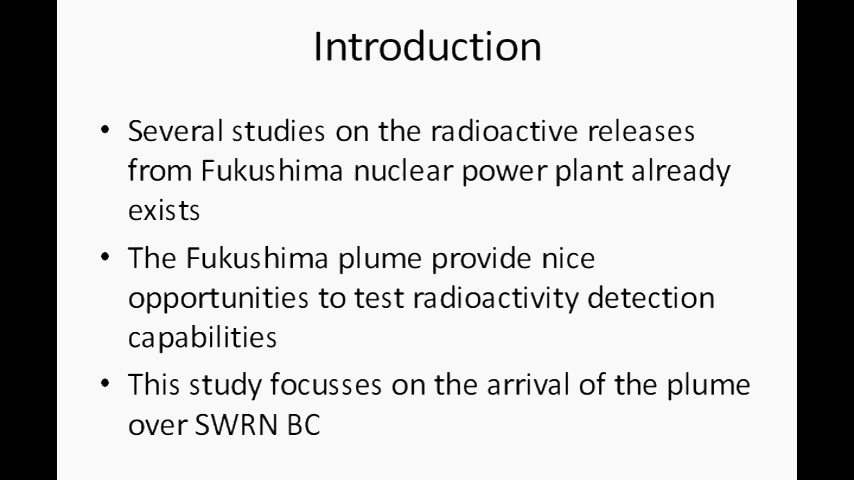 Introduction
• Several studies on the radioactive releases
from Fukushima nuclear power plant already
exists
• The Fukushima plume provide nice
opportunities to test radioactivity detection
capabilities
• This study focusses on the arrival of the plume
over SWRN BC